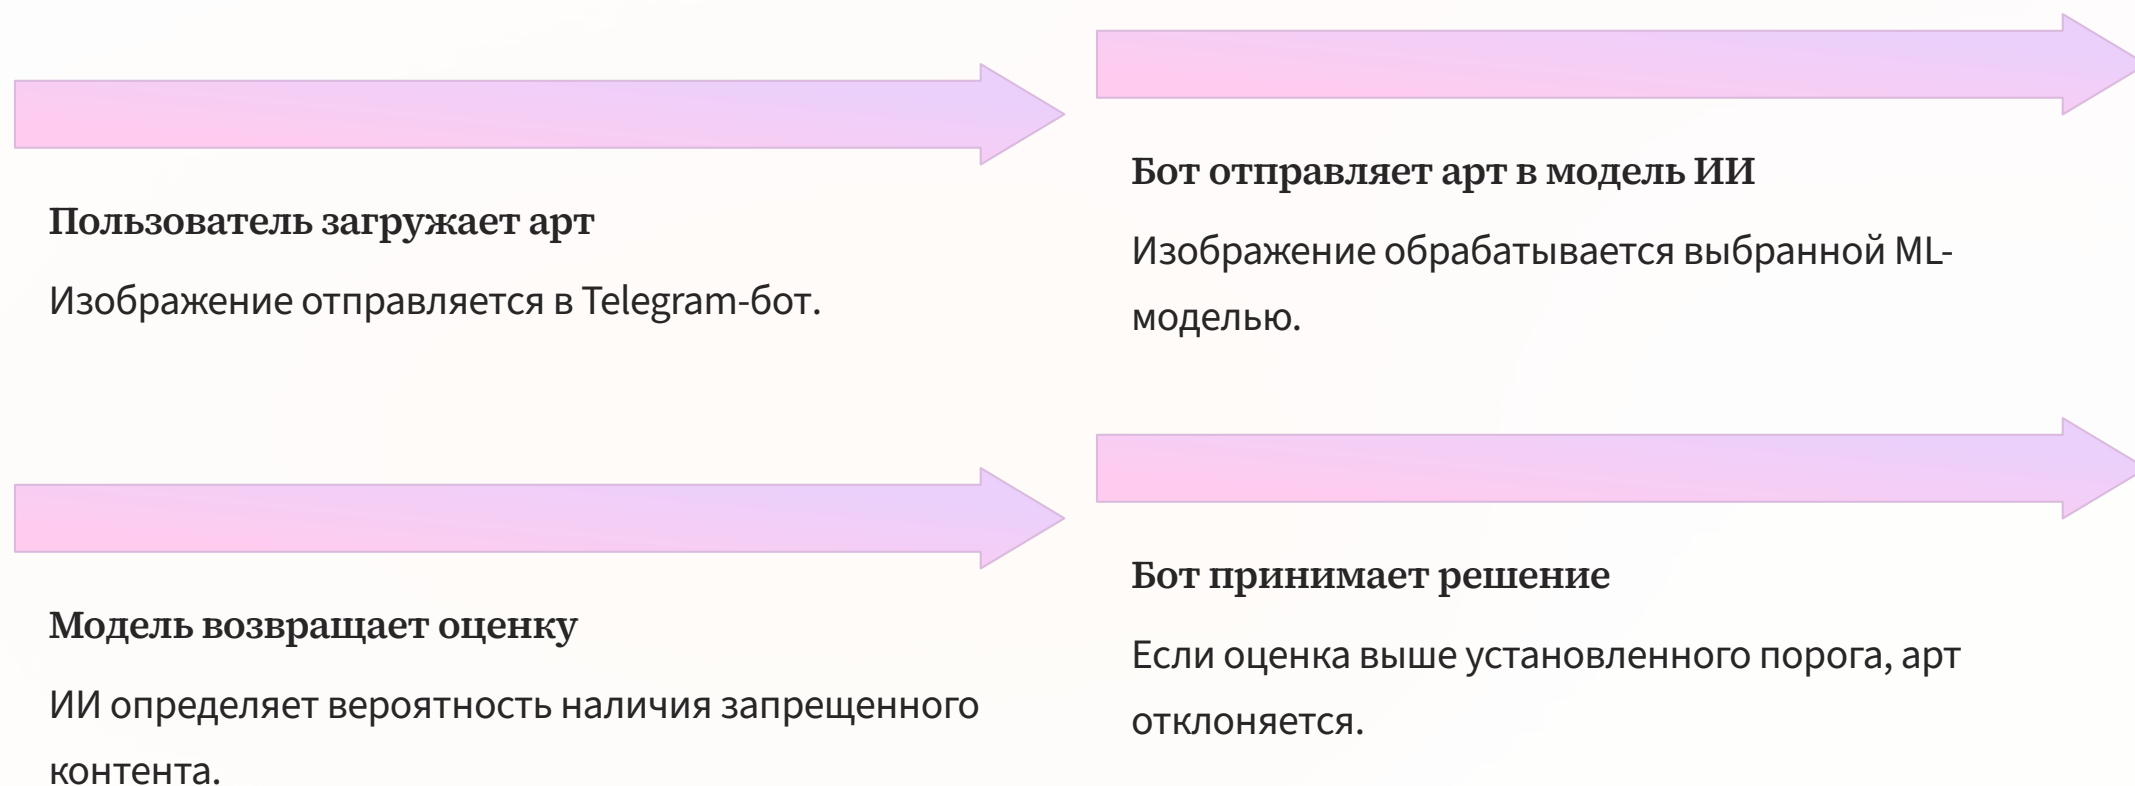 Пользователь загружает арт
Изображение отправляется в Telegram-бот.
Бот отправляет арт в модель ИИ
Изображение обрабатывается выбранной ML-
моделью.
Модель возвращает оценку
ИИ определяет вероятность наличия запрещенного
контента.
Бот принимает решение
Если оценка выше установленного порога, арт
отклоняется.